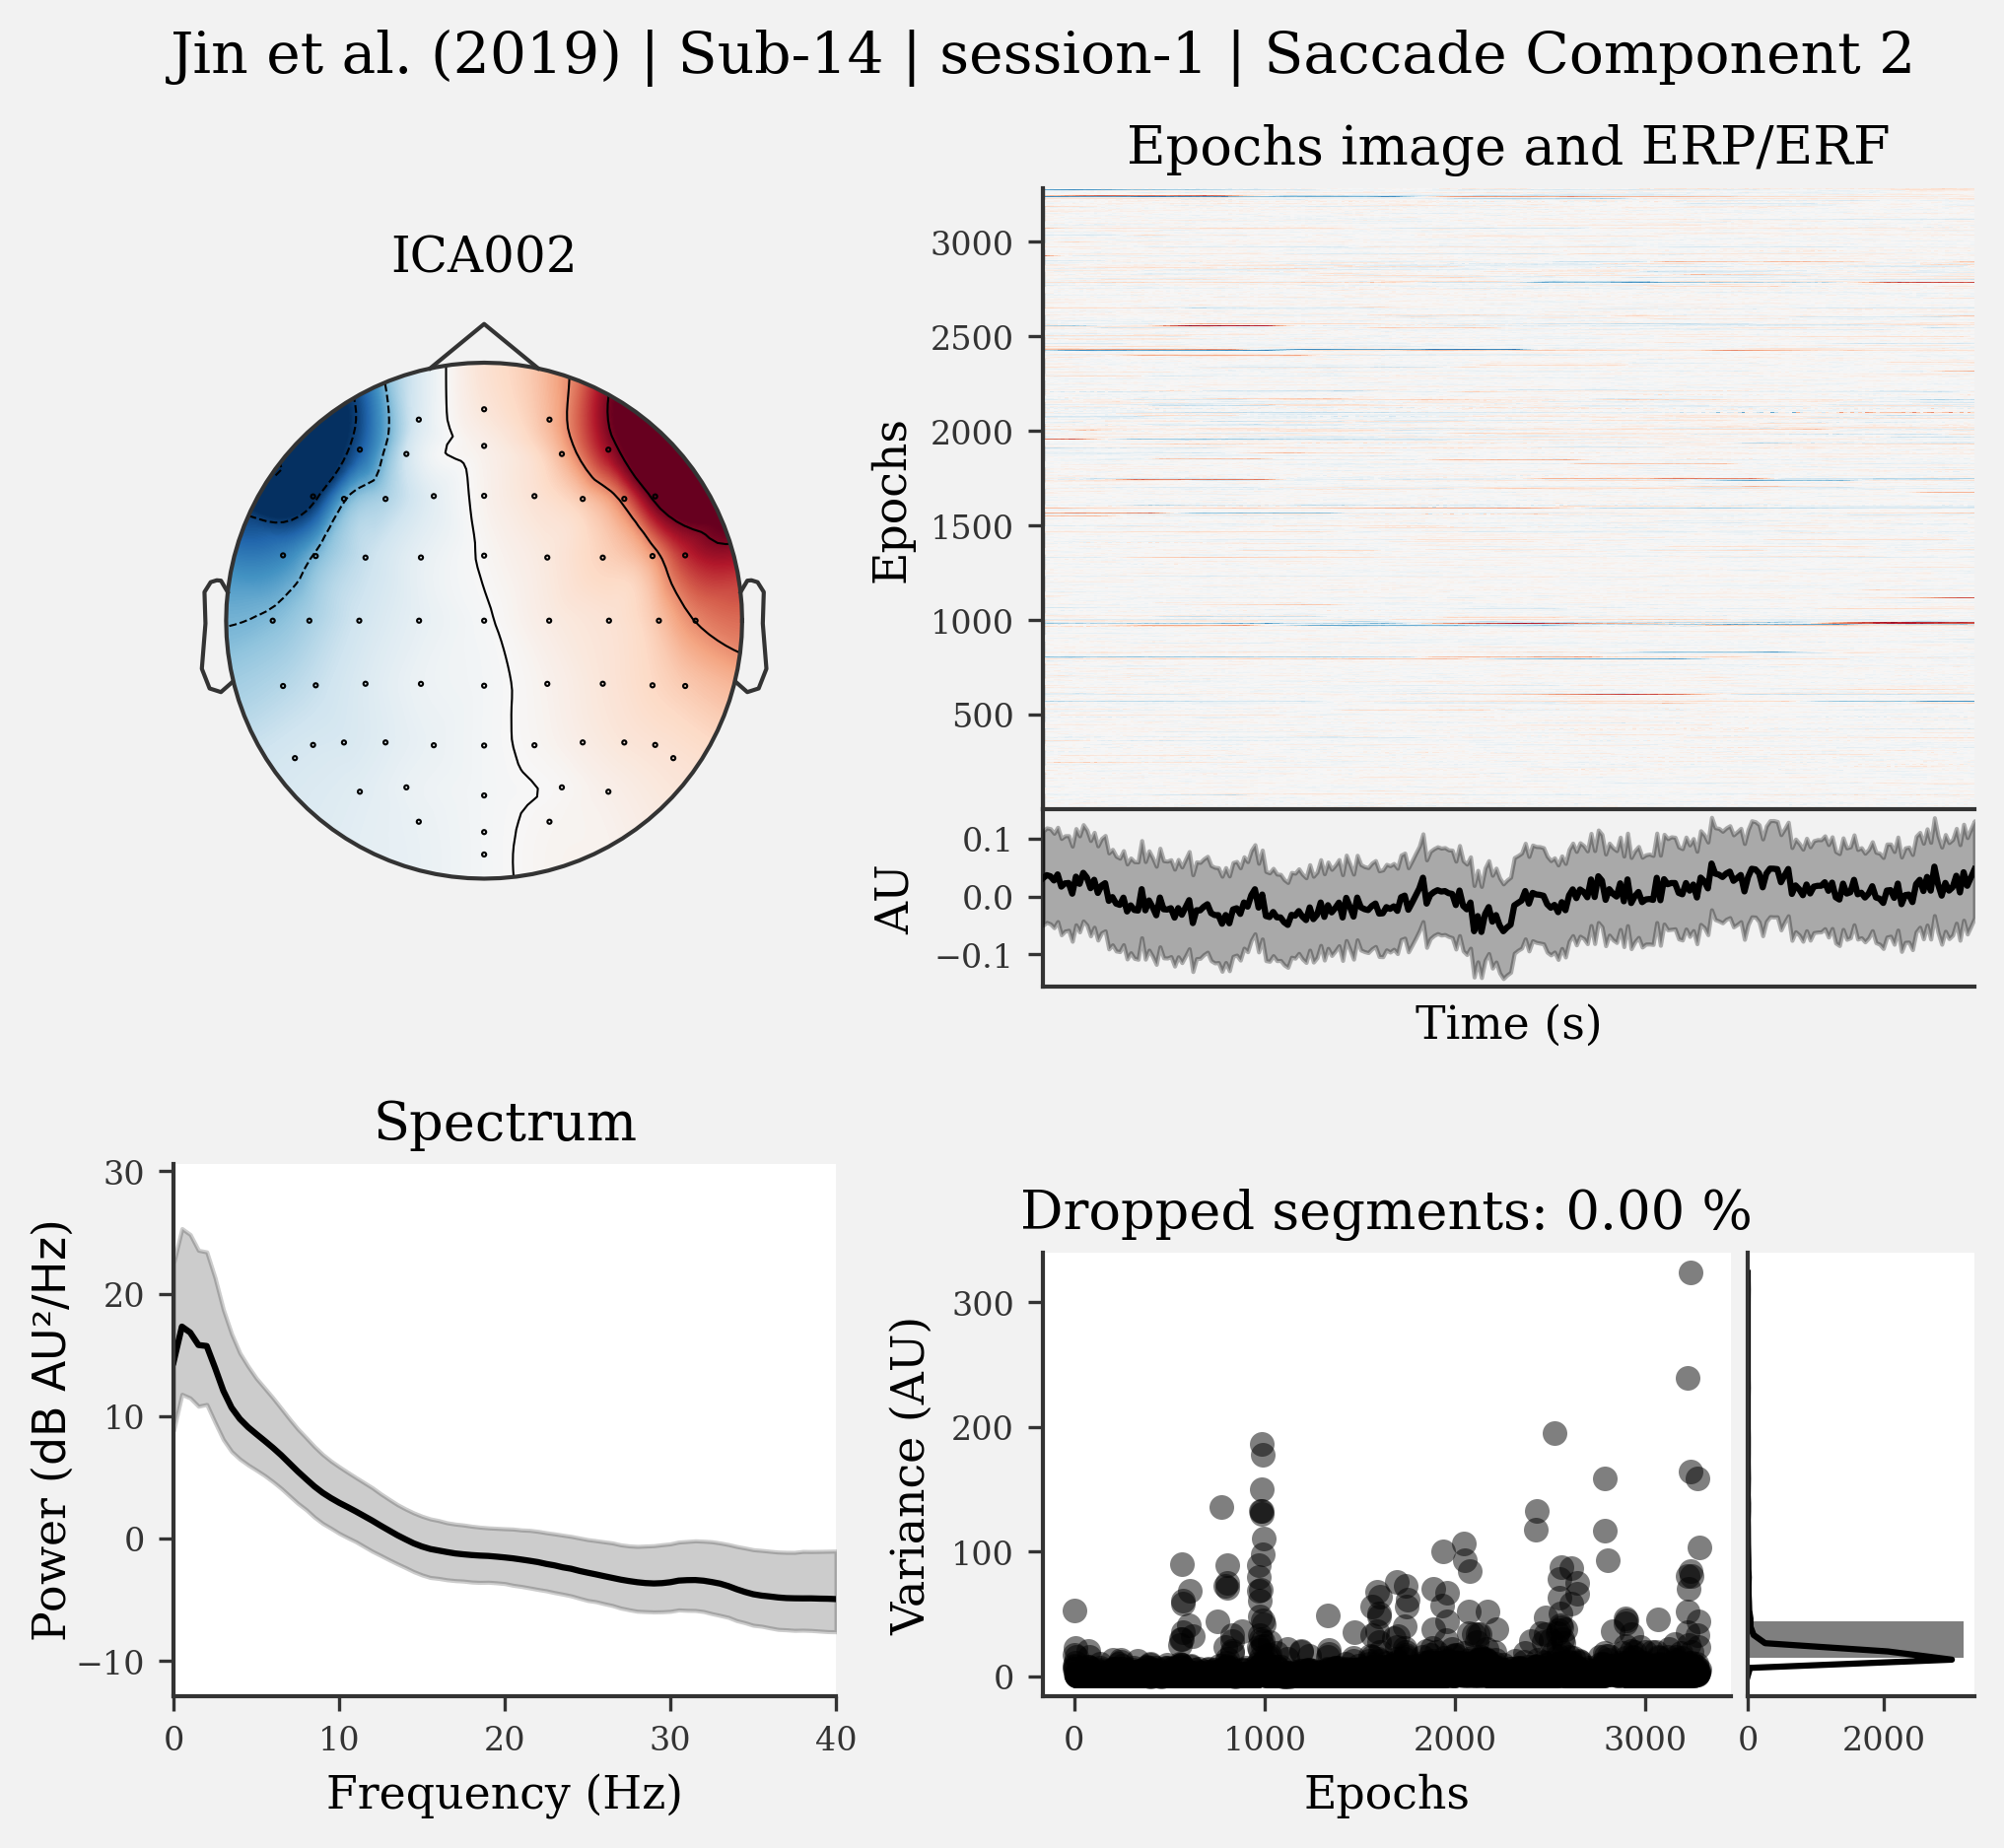 Jin et al. (2019) | Sub-14 | session-1 | Saccade Component 2
ICA002
Epochs image and ERP/ERF
Epochs
3000
2500
2000
1500
1000
500
AU
0.1
0.0
−0.1
Time (s)
Spectrum
Power (dB AU²/Hz)
30
20
10
0
−10
0 10 20 30 40
Frequency (Hz)
Dropped segments: 0.00 %
Variance (AU)
300
200
100
0
0 1000 2000 3000
Epochs
0 2000